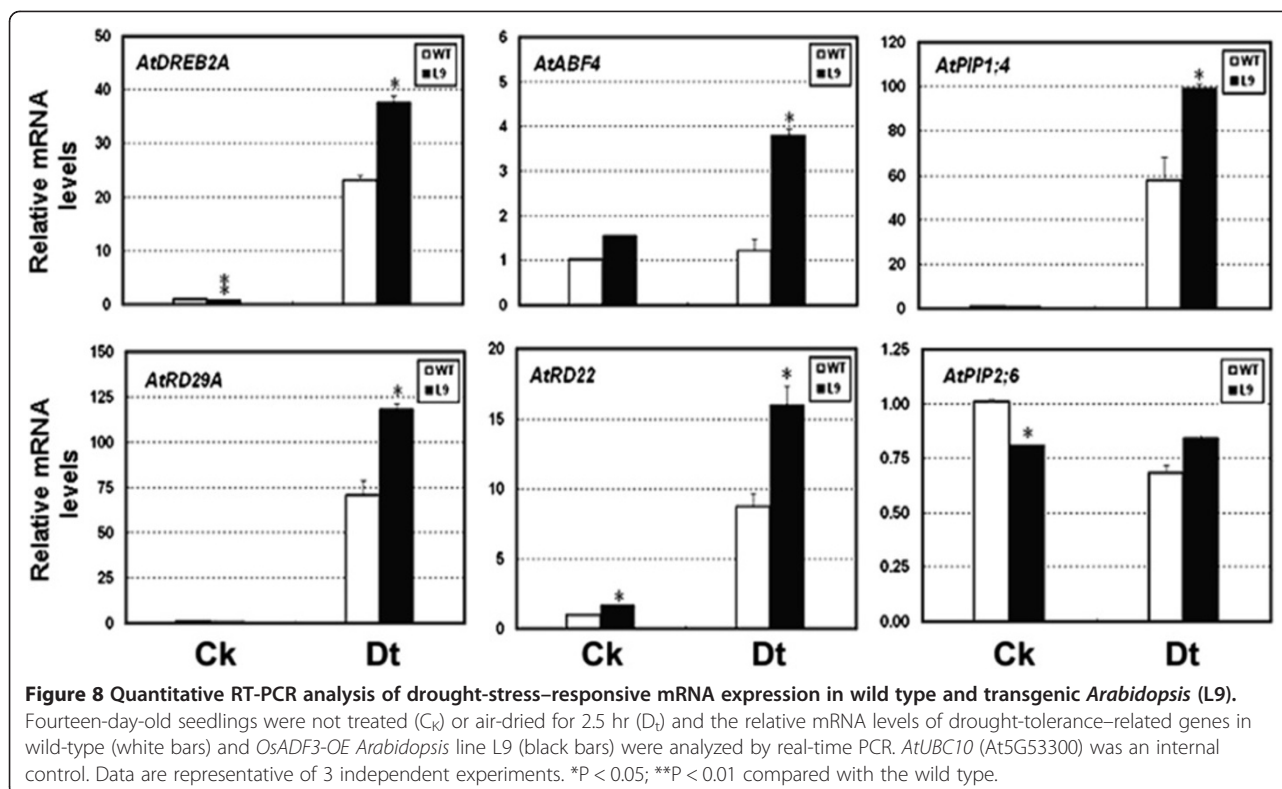 AtDREB2A
WT
L9
50
40
30
20
10
0
*
**
Relative mRNA
levels
AtABF4
WT
L9
6
5
4
3
2
1
0
*
AtPIP1;4
WT
L9
120
100
80
60
40
20
0
*
AtRD29A
WT
L9
150
125
100
75
50
25
0
*
Relative mRNA
levels
Ck Dt
AtRD22
WT
L9
20
15
10
5
0
*
*
Ck Dt
AtPIP2;6
WT
L9
1.25
1.00
0.75
0.50
0.25
0.00
*
Ck Dt
Figure 8 Quantitative RT-PCR analysis of drought-stress–responsive mRNA expression in wild type and transgenic Arabidopsis (L9).
Fourteen-day-old seedlings were not treated (CK) or air-dried for 2.5 hr (Dt) and the relative mRNA levels of drought-tolerance–related genes in
wild-type (white bars) and OsADF3-OE Arabidopsis line L9 (black bars) were analyzed by real-time PCR. AtUBC10 (At5G53300) was an internal
control. Data are representative of 3 independent experiments. *P < 0.05; **P < 0.01 compared with the wild type.